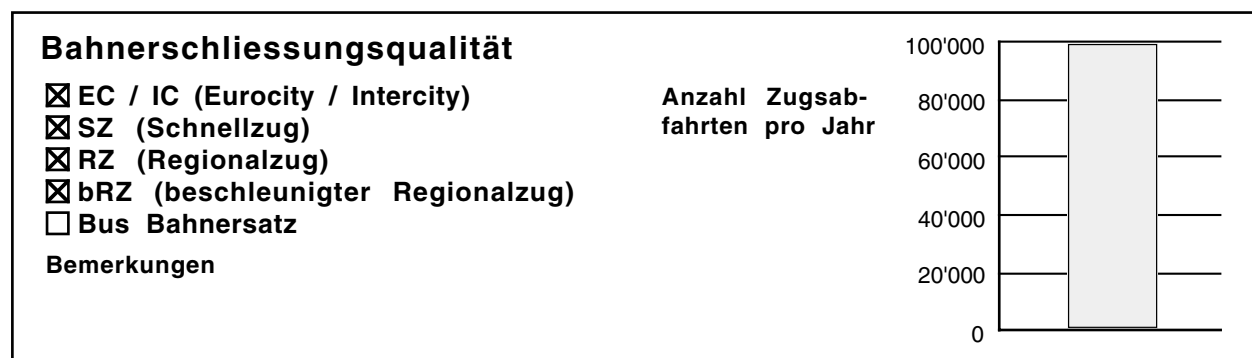 Bahnerschliessungsqualität
☒ EC / IC (Eurocity / Intercity)
☒ SZ (Schnellzug)
☒ RZ (Regionalzug)
☒ bRZ (beschleunigter Regionalzug)
☐ Bus Bahnersatz
Bemerkungen
Anzahl Zugsab-
fahrten pro Jahr
100'000
80'000
60'000
40'000
20'000
0